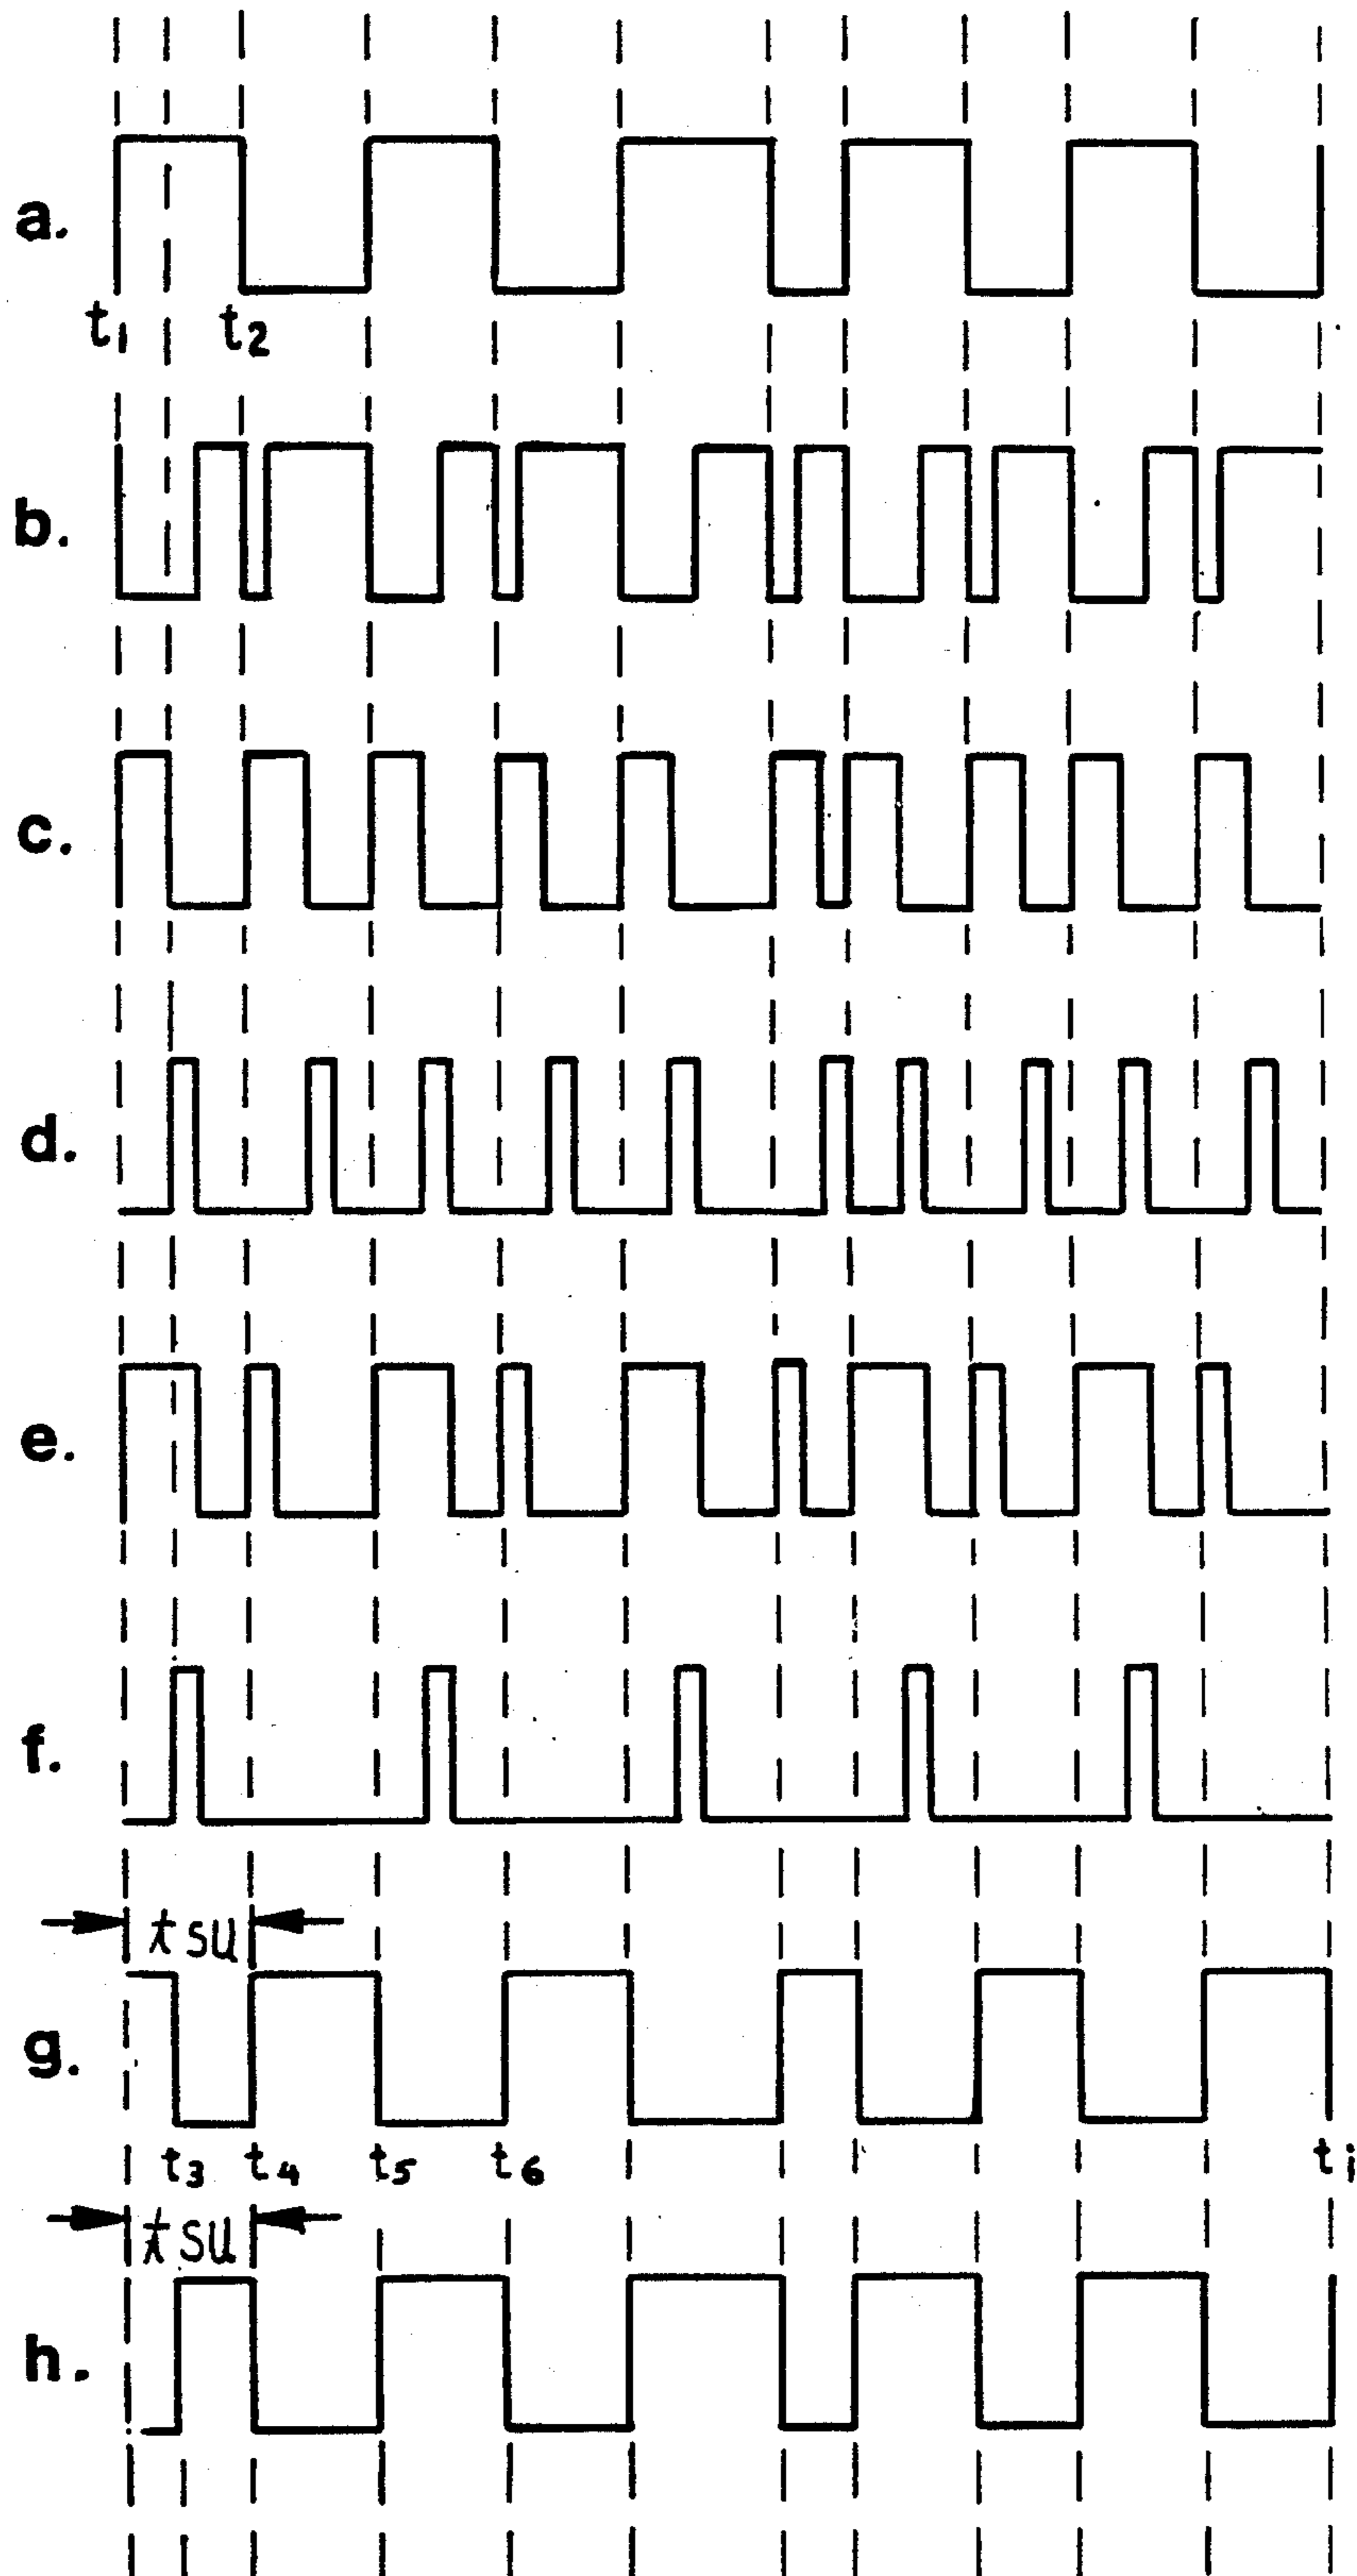 a.
t1 t2
b.
c.
d.
e.
f.
tsu
g.
t3 t4 t5 t6 ti
tsu
h.